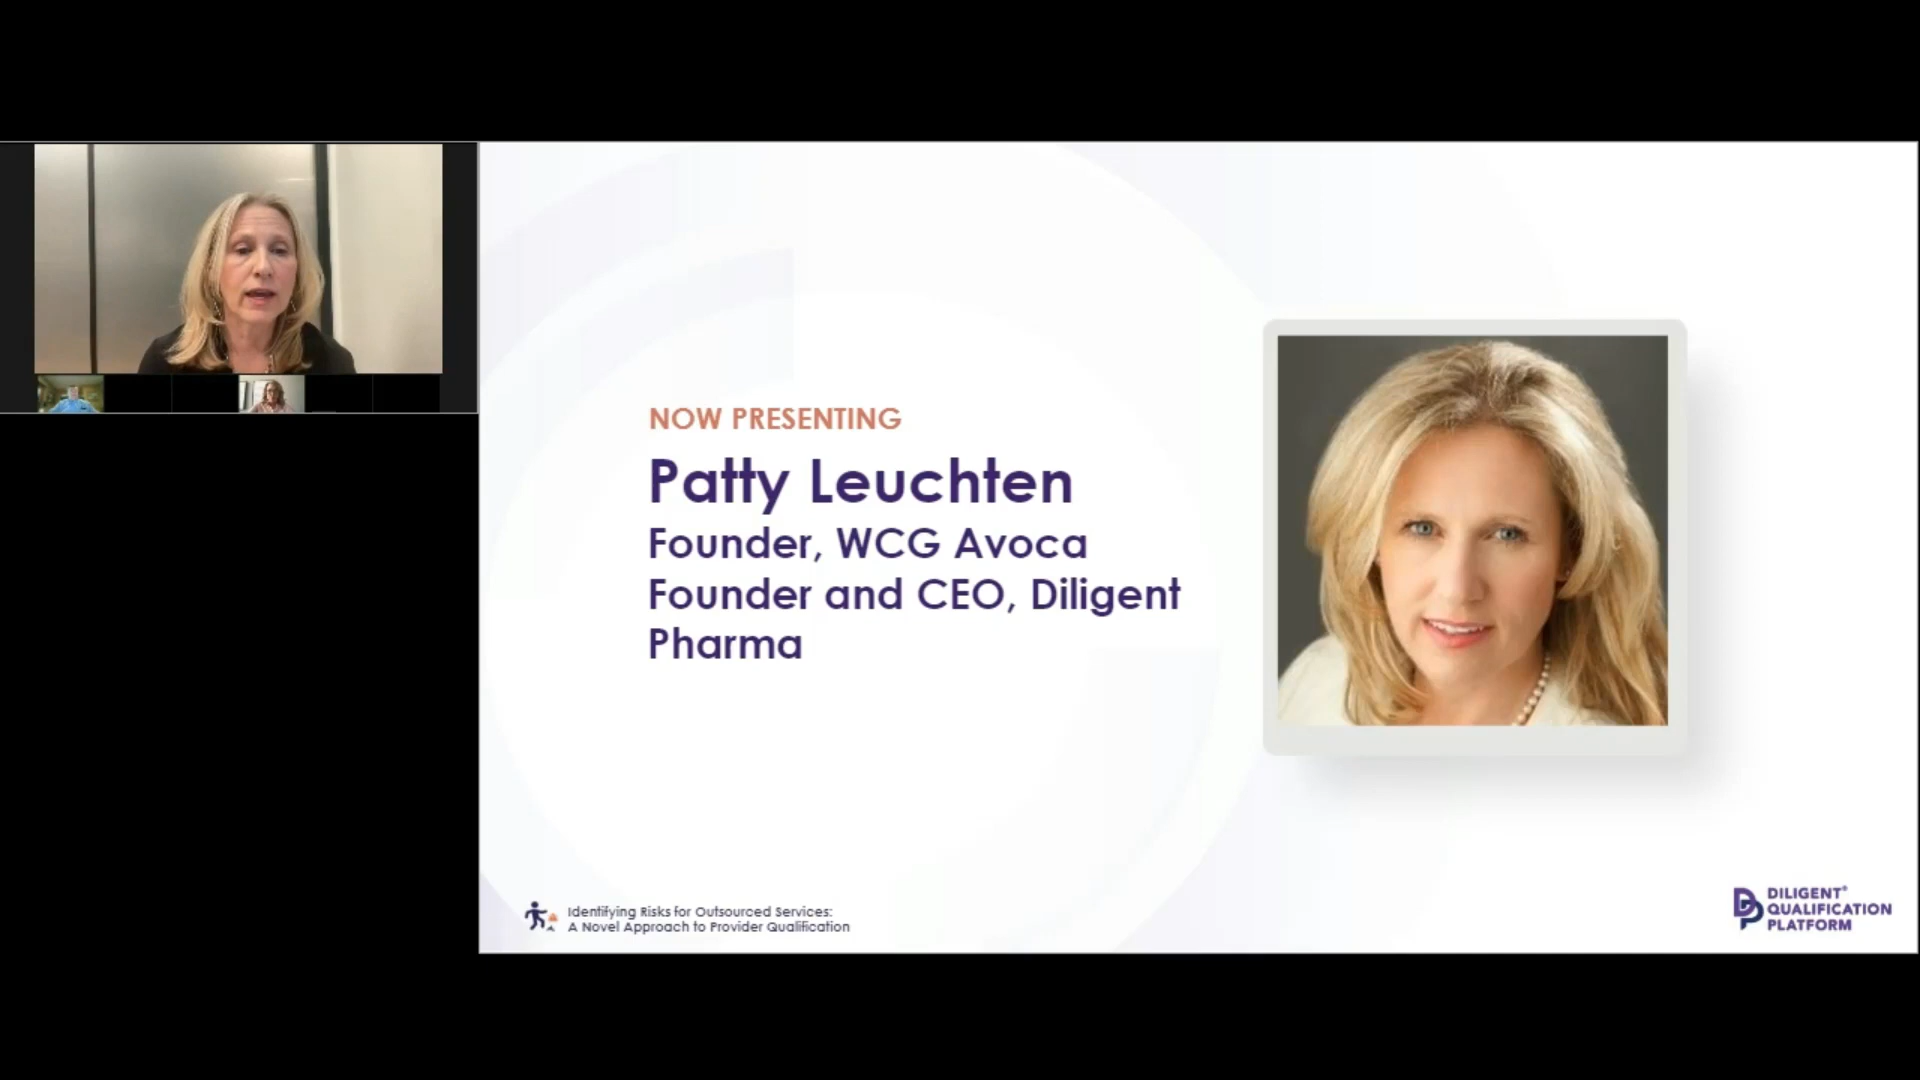 NOW PRESENTING
Patty Leuchten
Founder, WCG Avoca
Founder and CEO, Diligent
Pharma
Identifying Risks for Outsourced Services:
A Novel Approach to Provider Qualification
DILIGENT®
QUALIFICATION
PLATFORM